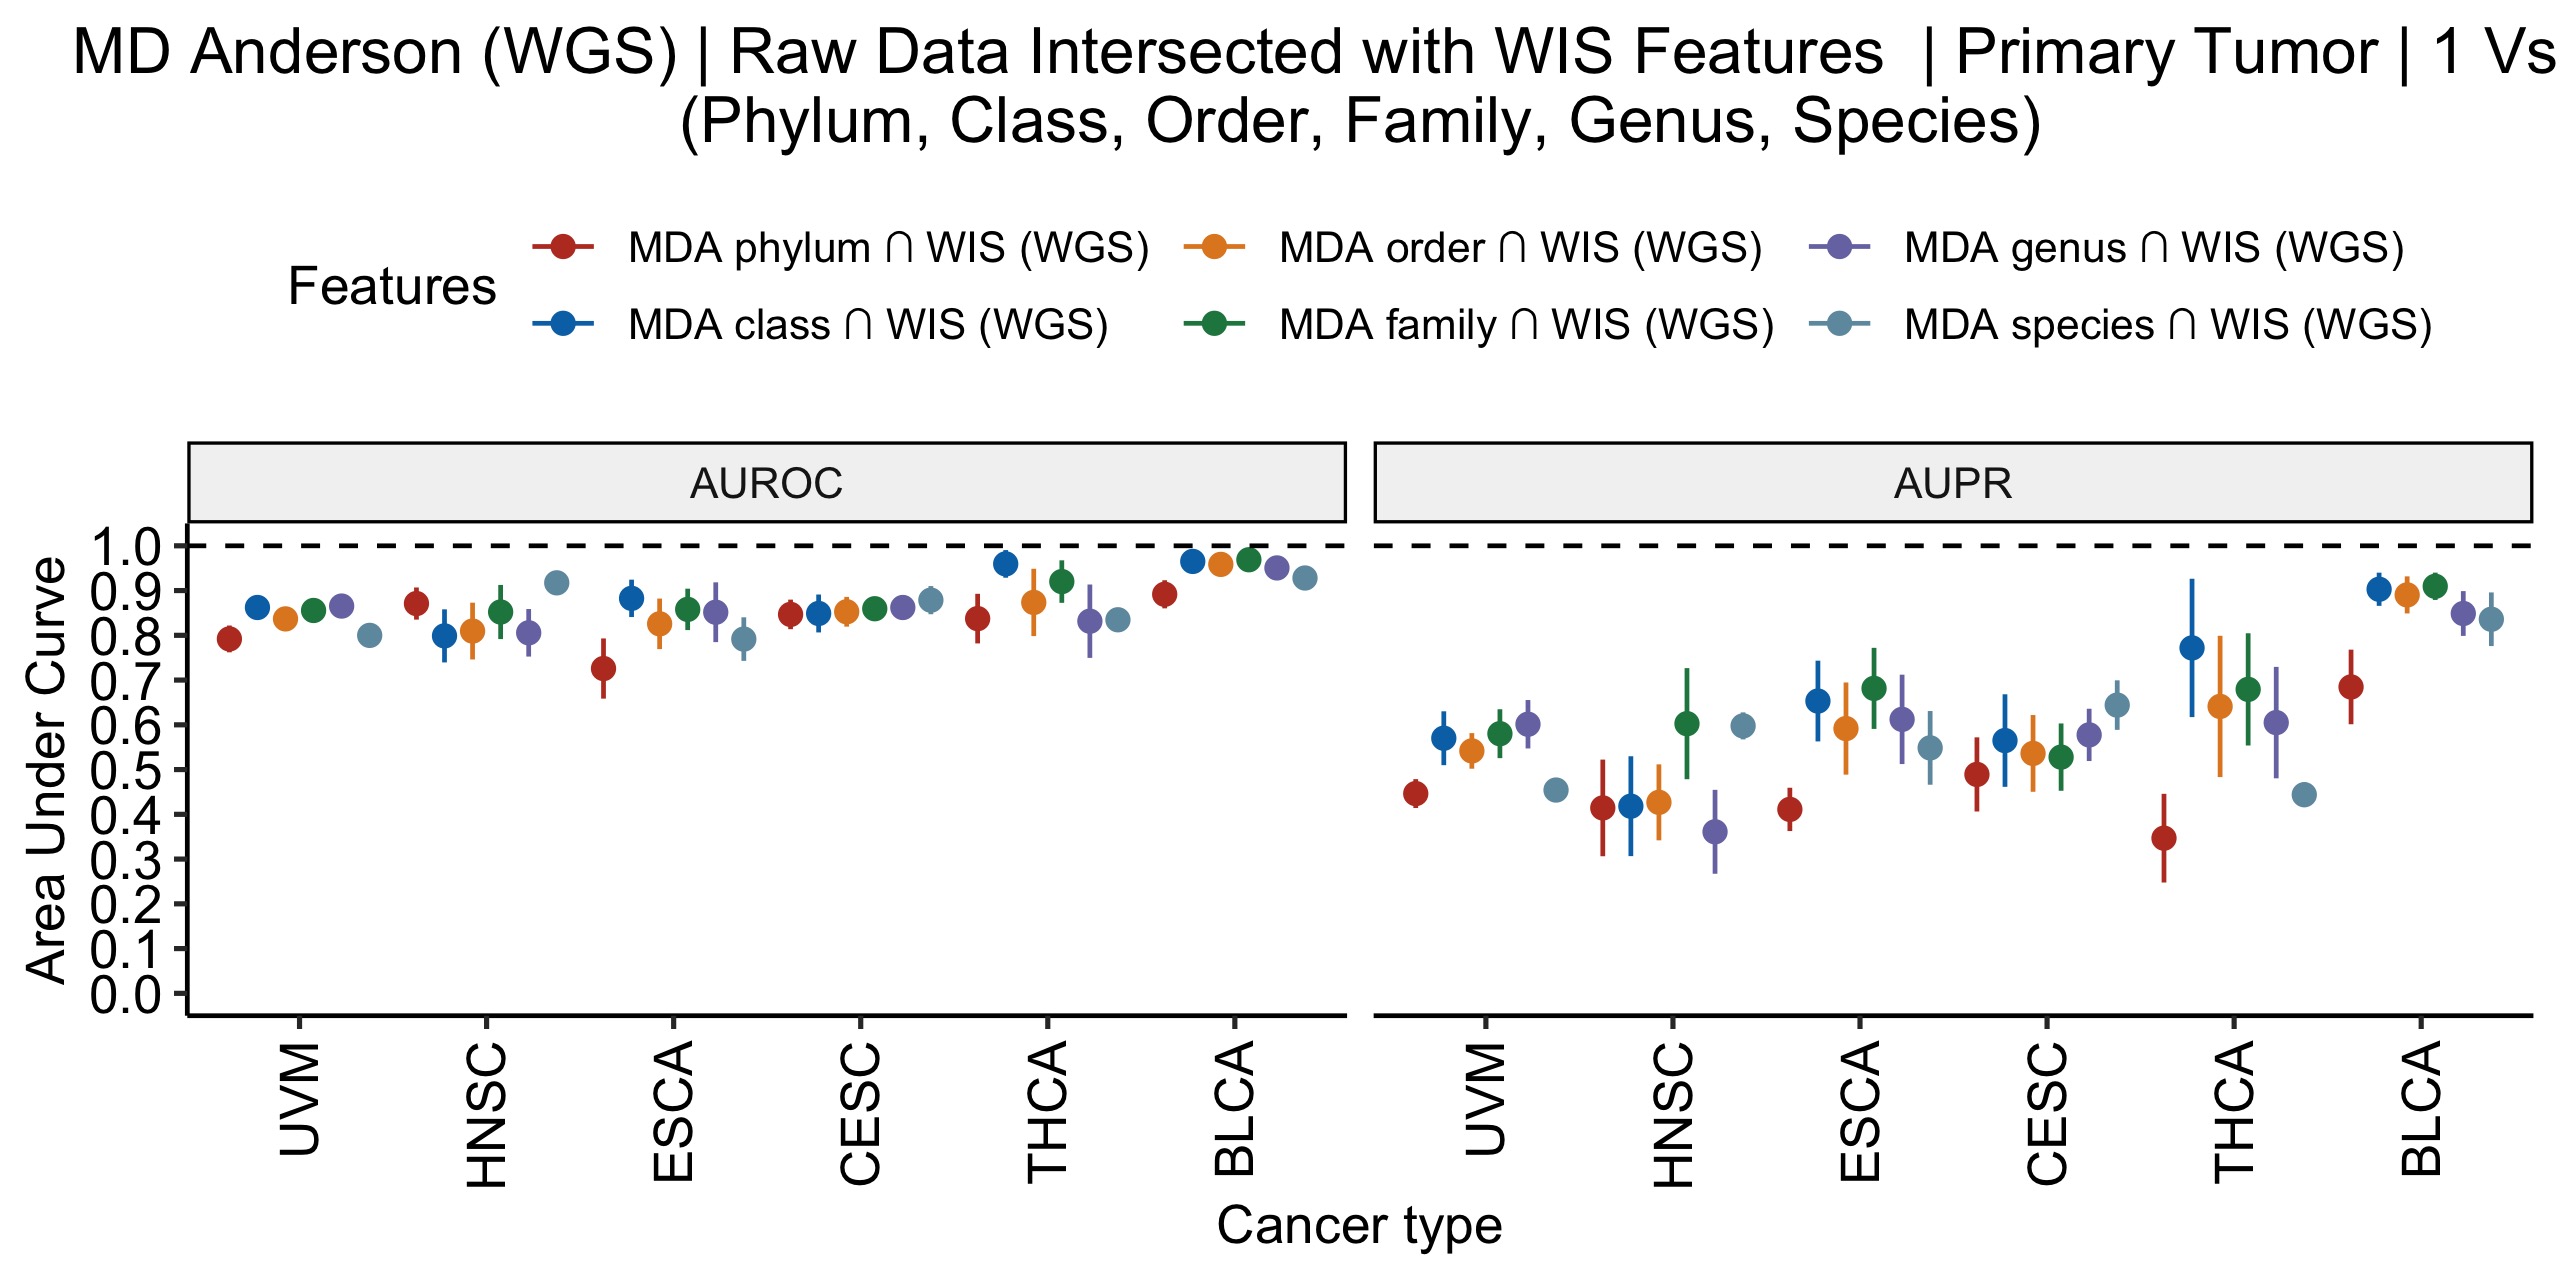 MD Anderson (WGS) | Raw Data Intersected with WIS Features | Primary Tumor | 1 Vs
(Phylum, Class, Order, Family, Genus, Species)
Features
MDA phylum ∩ WIS (WGS)
MDA order ∩ WIS (WGS)
MDA genus ∩ WIS (WGS)
MDA class ∩ WIS (WGS)
MDA family ∩ WIS (WGS)
MDA species ∩ WIS (WGS)
AUROC
AUPR
Area Under Curve
1.0
0.9
0.8
0.7
0.6
0.5
0.4
0.3
0.2
0.1
0.0
UVM
HNSC
ESCA
CESC
THCA
BLCA
UVM
HNSC
ESCA
CESC
THCA
BLCA
Cancer type